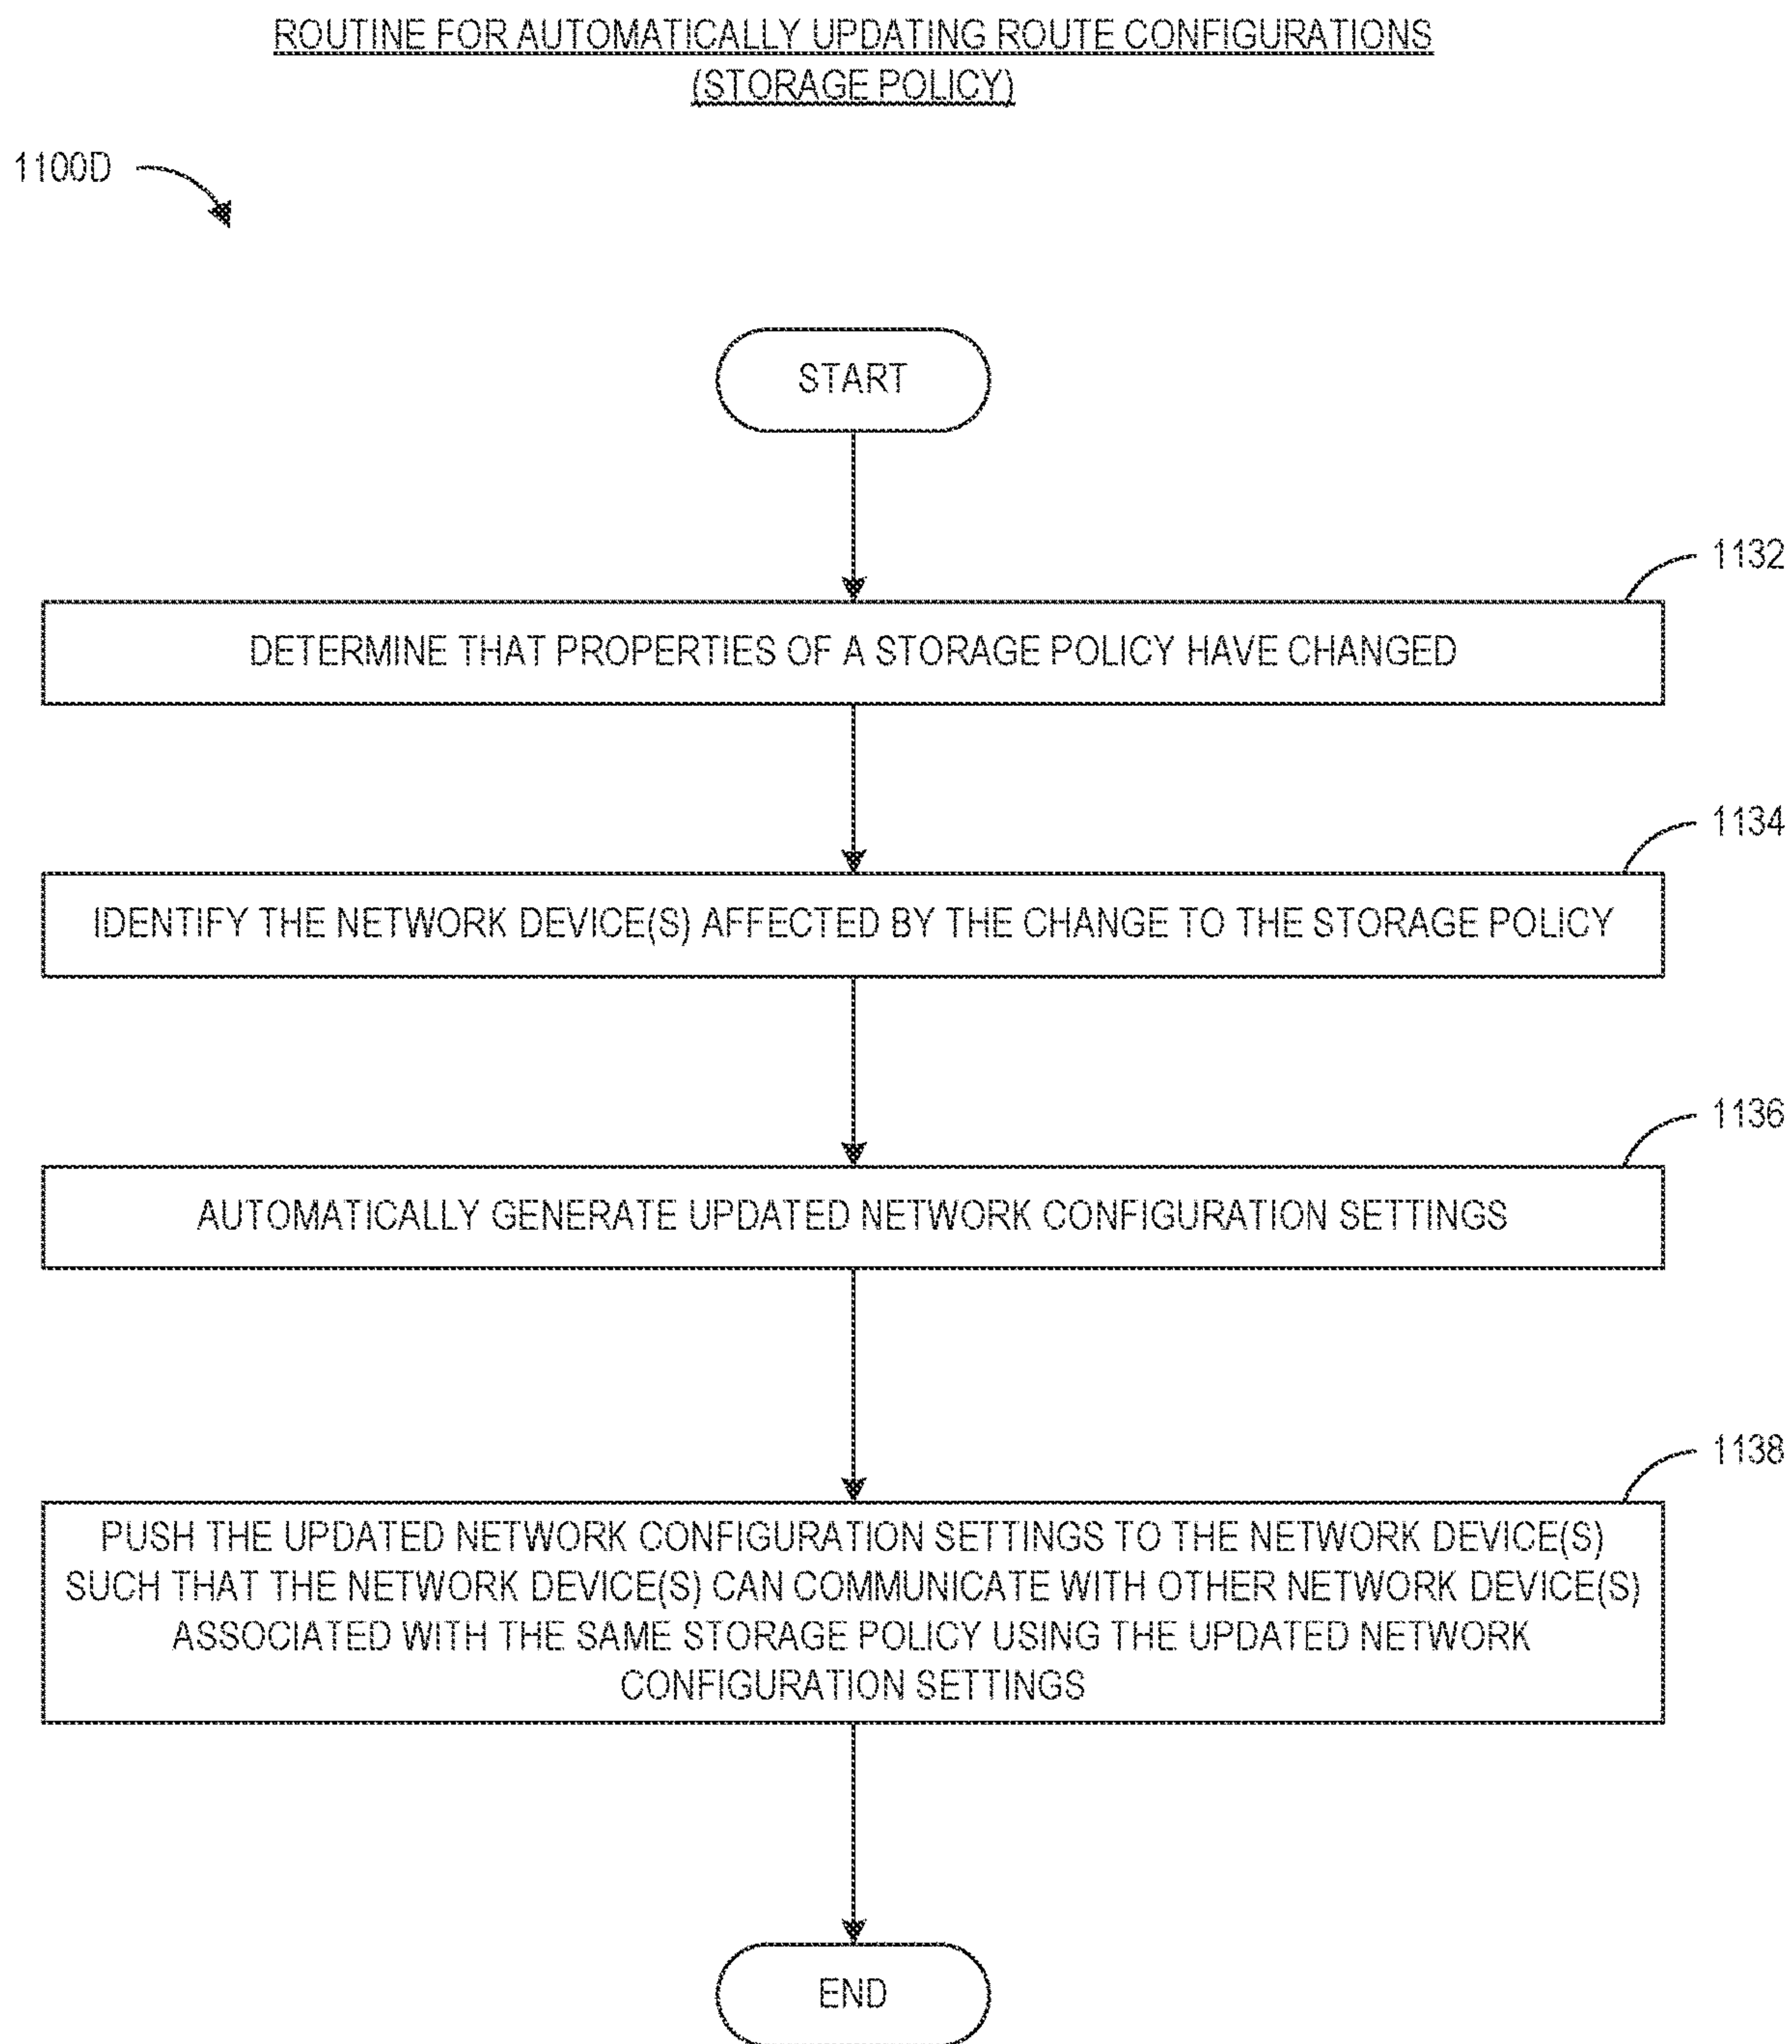 ROUTINE FOR AUTOMATICALLY UPDATING ROUTE CONFIGURATIONS
(STORAGE POLICY)
1100D
START
1132
DETERMINE THAT PROPERTIES OF A STORAGE POLICY HAVE CHANGED
1134
IDENTIFY THE NETWORK DEVICE(S) AFFECTED BY THE CHANGE TO THE STORAGE POLICY
1136
AUTOMATICALLY GENERATE UPDATED NETWORK CONFIGURATION SETTINGS
1138
PUSH THE UPDATED NETWORK CONFIGURATION SETTINGS TO THE NETWORK DEVICE(S)
SUCH THAT THE NETWORK DEVICE(S) CAN COMMUNICATE WITH OTHER NETWORK DEVICE(S)
ASSOCIATED WITH THE SAME STORAGE POLICY USING THE UPDATED NETWORK
CONFIGURATION SETTINGS
END